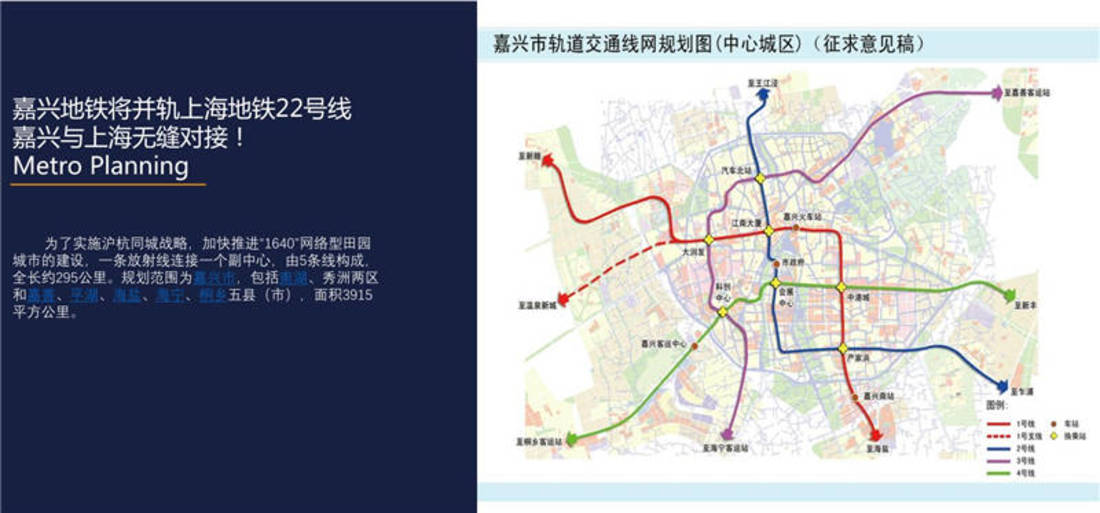 嘉兴地铁将并轨上海地铁22号线
嘉兴与上海无缝对接！
Metro Planning
为了实施沪杭同城战略，加快推进“1640”网络型田园
城市的建设，一条放射线连接一个副中心，由5条线构成，
全长约295公里。规划范围为嘉兴市，包括南湖、秀洲两区
和嘉善、平湖、海盐、海宁、桐乡五县（市），面积3915
平方公里。
嘉兴市轨道交通线网规划图(中心城区)（征求意见稿）
至王江泾
至嘉善客运站
至新塍
汽车北站
江南大厦
嘉兴火车站
大润发
市政府
至温泉新城
科创
中心
会展
中心
中港城
至新丰
嘉兴客运中心
严家浜
至乍浦
嘉兴南站
至桐乡客运站
至海宁客运站
至海盐
图例:
1号线
车站
1号支线
换乘站
2号线
3号线
4号线